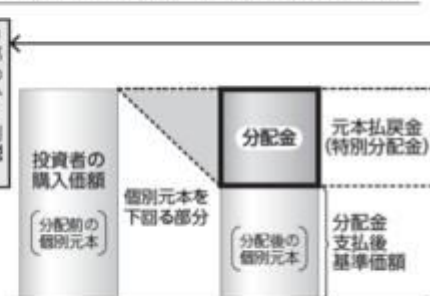 投資者の
購入価額
(分配前の
個別元本)
個別元本を
下回る部分
分配金
(分配後の
個別元本)
元本払戻金
(特別分配金)
分配金
支払後
基準価額